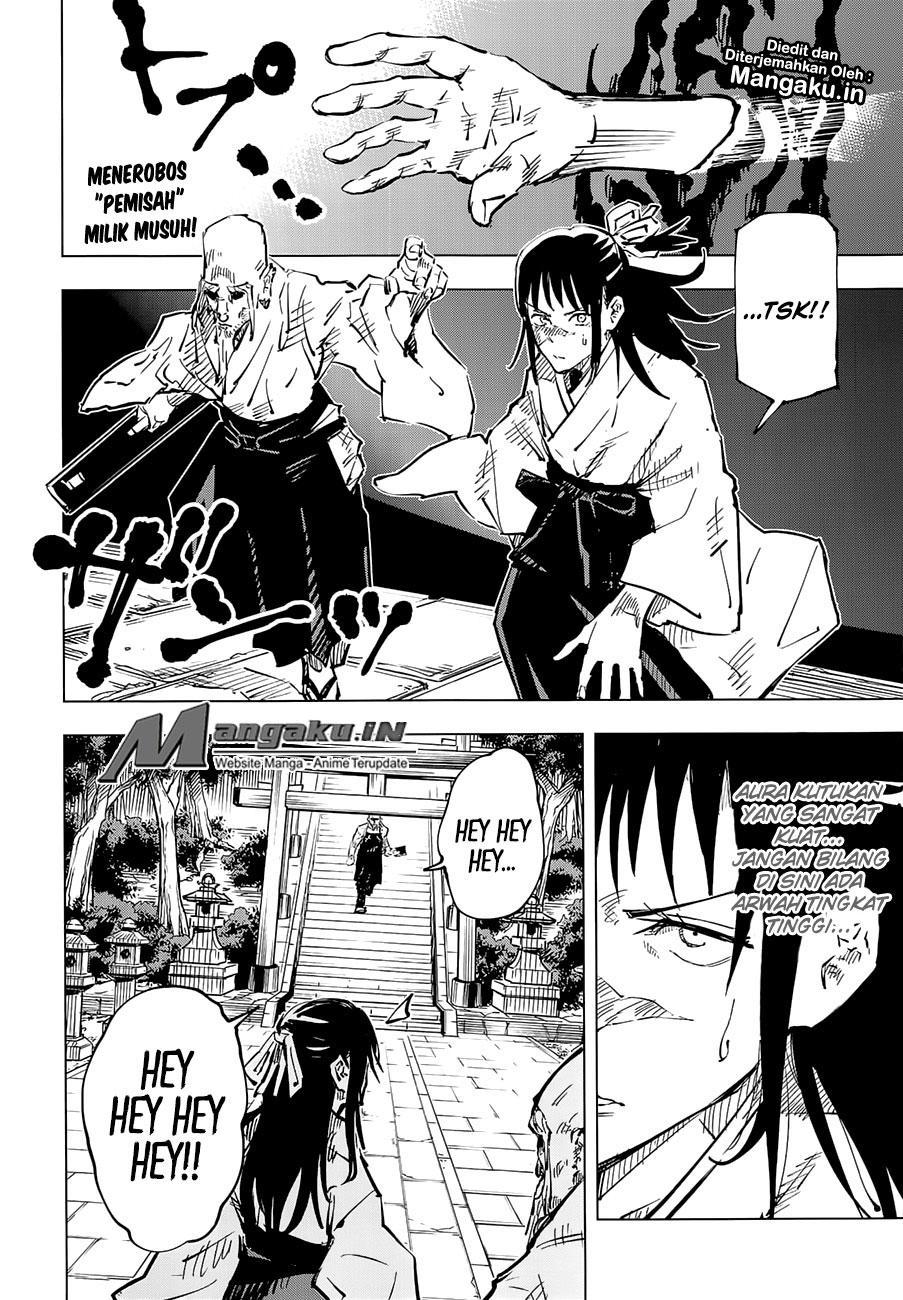 Diedit dan
Diterjemahkan Oleh :
Mangaku.in
MENEROBOS
"PEMISAH"
MILIK MUSUH!
...TSK!!
Mangaku.iN
Website Manga - Anime Terupdate
AURA KUTUKAN
YANG SANGAT
KUAT...
JANGAN BILANG
DI SINI ADA
ARWAH TINGKAT
TINGGI...
HEY HEY
HEY...
HEY
HEY HEY
HEY!!